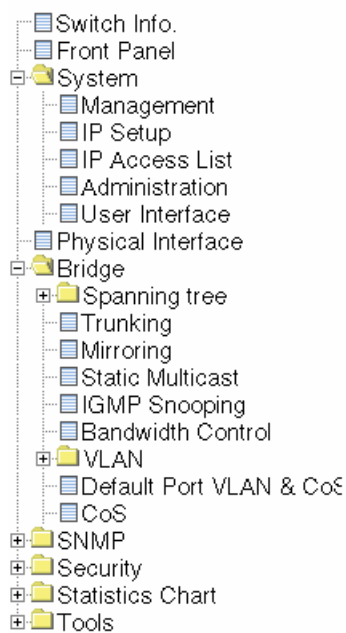 Switch Info.
Front Panel
System
Management
IP Setup
IP Access List
Administration
User Interface
Physical Interface
Bridge
Spanning tree
Trunking
Mirroring
Static Multicast
IGMP Snooping
Bandwidth Control
VLAN
Default Port VLAN & CoS
CoS
SNMP
Security
Statistics Chart
Tools